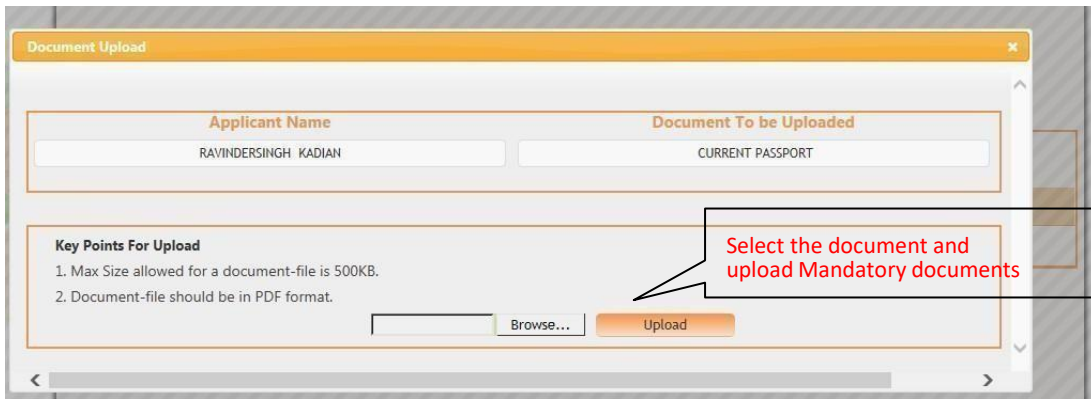 Document Upload
Applicant Name Document To be Uploaded
RAVINDERSINGH KADIAN CURRENT PASSPORT
Key Points For Upload
1. Max Size allowed for a document-file is 500KB.
2. Document-file should be in PDF format.
Select the document and
upload Mandatory documents
Browse... Upload